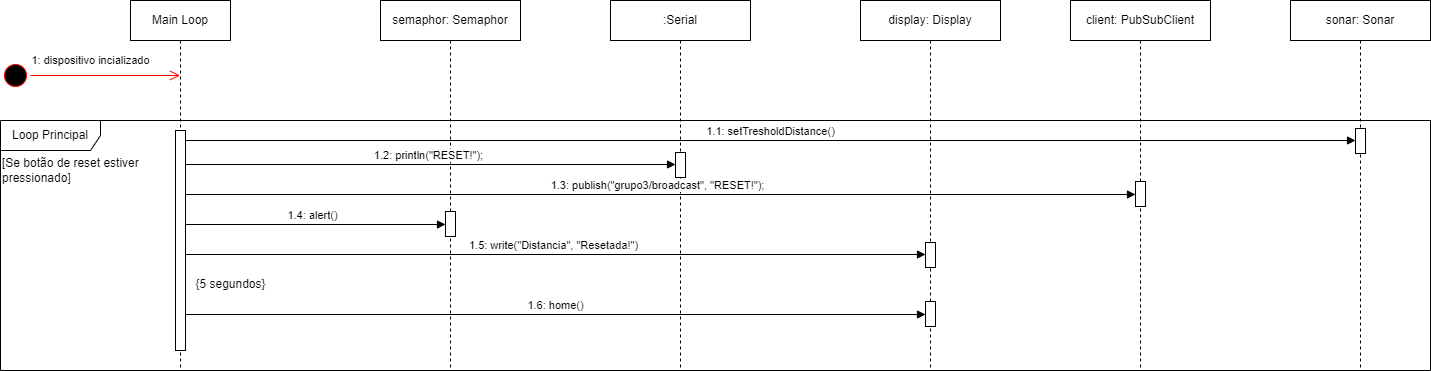 Main Loop
semaphor: Semaphor
:Serial
display: Display
client: PubSubClient
sonar: Sonar
1: dispositivo incializado
Loop Principal
1.1: setTresholdDistance()
[Se botão de reset estiver
pressionado]
1.2: println("RESET!");
1.3: publish("grupo3/broadcast", "RESET!");
1.4: alert()
1.5: write("Distancia", "Resetada!")
{5 segundos}
1.6: home()